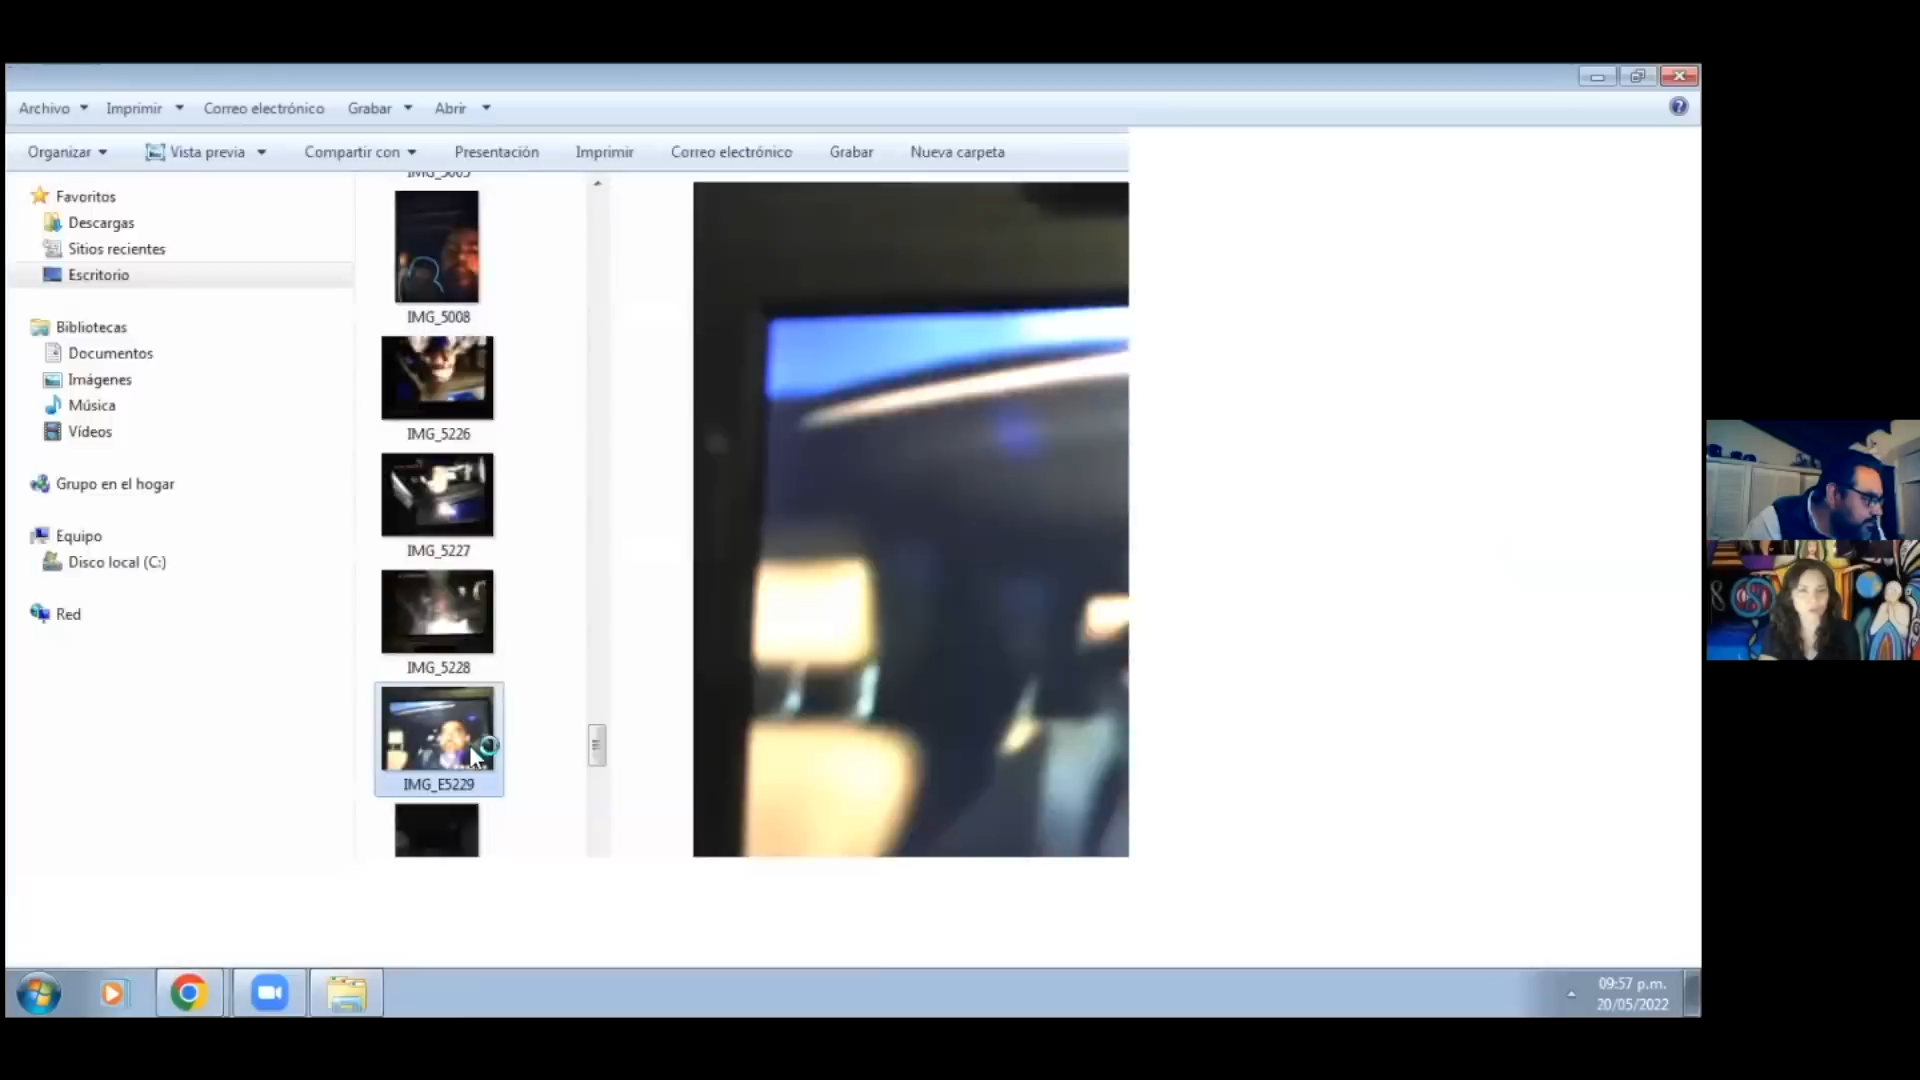 Archivo Imprimir Correo electrónico Grabar Abrir
Organizar Vista previa Compartir con Presentación Imprimir Correo electrónico Grabar Nueva carpeta
Favoritos
Descargas
Sitios recientes
Escritorio
Bibliotecas
Documentos
Imágenes
Música
Vídeos
Grupo en el hogar
Equipo
Disco local (C:)
Red
IMG_5008
IMG_5226
IMG_5227
IMG_5228
IMG_E5229
09:57 p.m.
20/05/2022